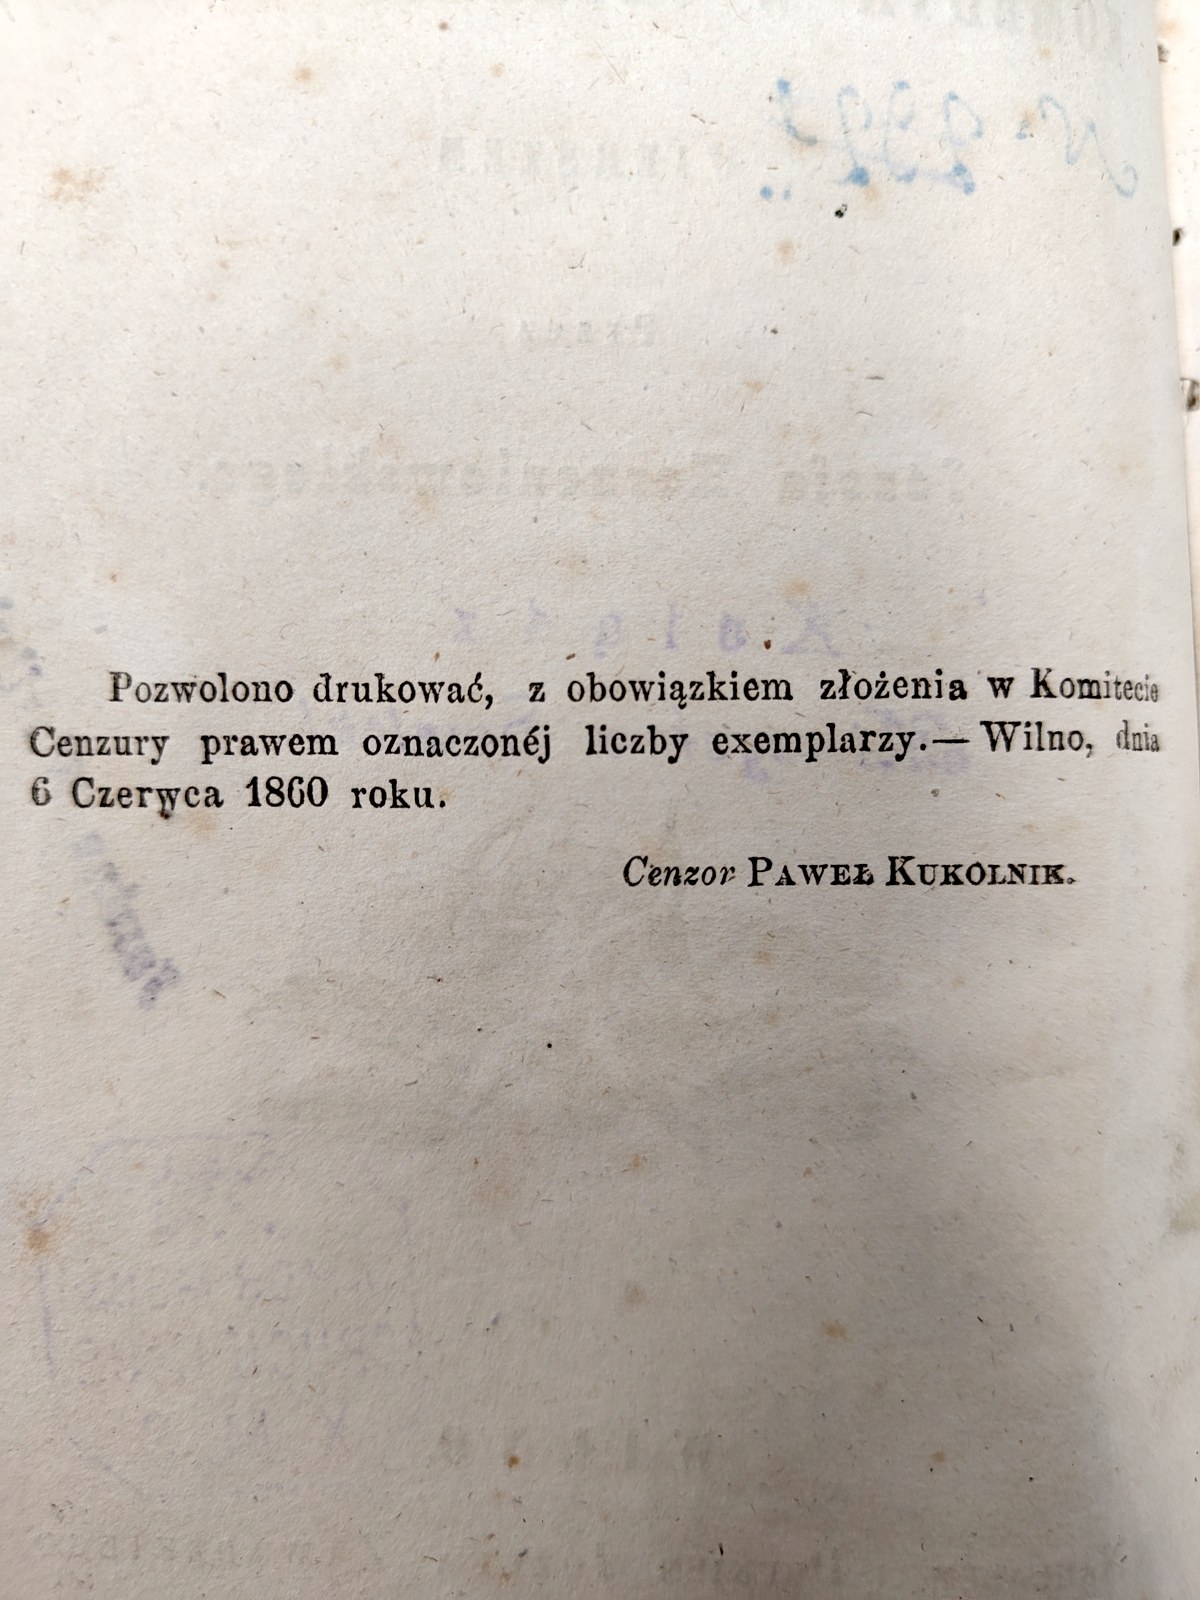 Pozwolono drukować, z obowiązkiem złożenia w Komitecie
Cenzury prawem oznaczonéj liczby exemplarzy.— Wilno, dnia
6 Czerwca 1860 roku.
Cenzor PAWEŁ KUKOLNIK.